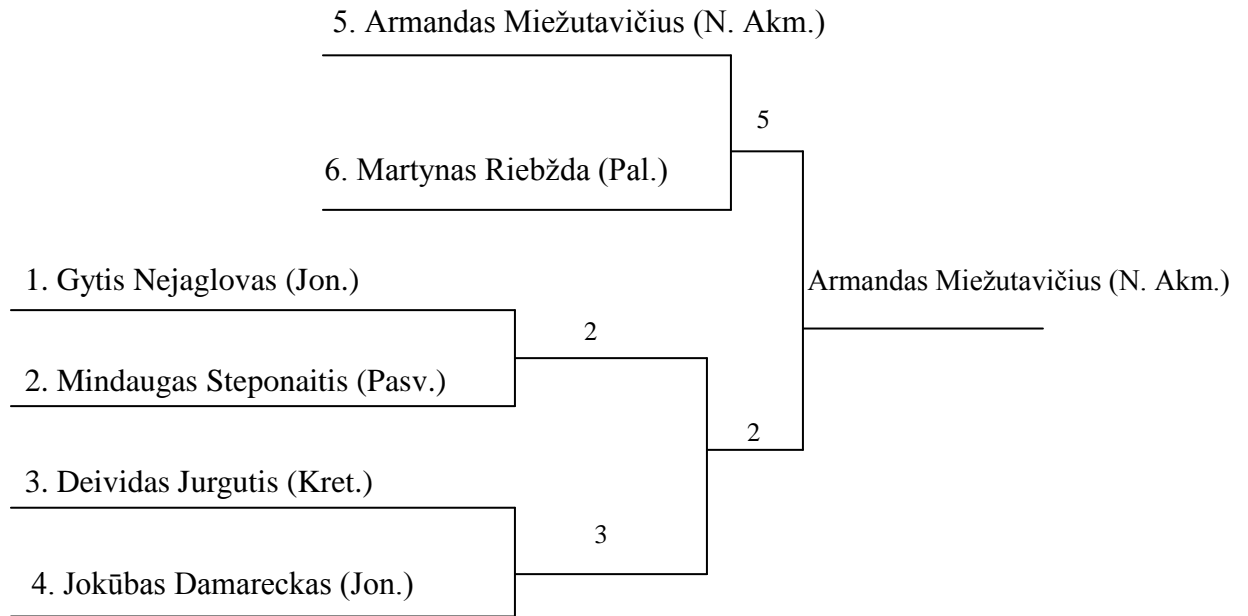 5. Armandas Miežutavičius (N. Akm.)
5
6. Martynas Riebžda (Pal.)
1. Gytis Nejaglovas (Jon.)
Armandas Miežutavičius (N. Akm.)
2
2. Mindaugas Steponaitis (Pasv.)
2
3. Deividas Jurgutis (Kret.)
3
4. Jokūbas Damareckas (Jon.)